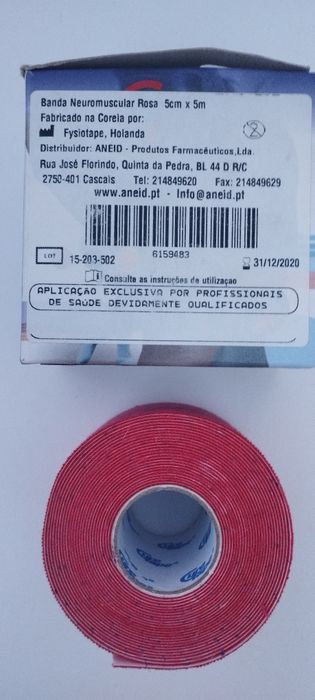 Banda Neuromuscular Rosa 5cm x 5m
Fabricado na Coreia por:
Fysiotape, Holanda
Distribuidor: ANEID - Produtos Farmacêuticos,Lda.
Rua José Florindo, Quinta da Pedra, BL 44 D R/C
2750-401 Cascais Tel: 214849620 Fax: 214849629
www.aneid.pt - Info@aneid.pt
LOT 15-203-502
6159483
31/12/2020
Consulte as instruções de utilizaçao
APLICAÇÃO EXCLUSIVA POR PROFISSIONAIS
DE SAÚDE DEVIDAMENTE QUALIFICADOS